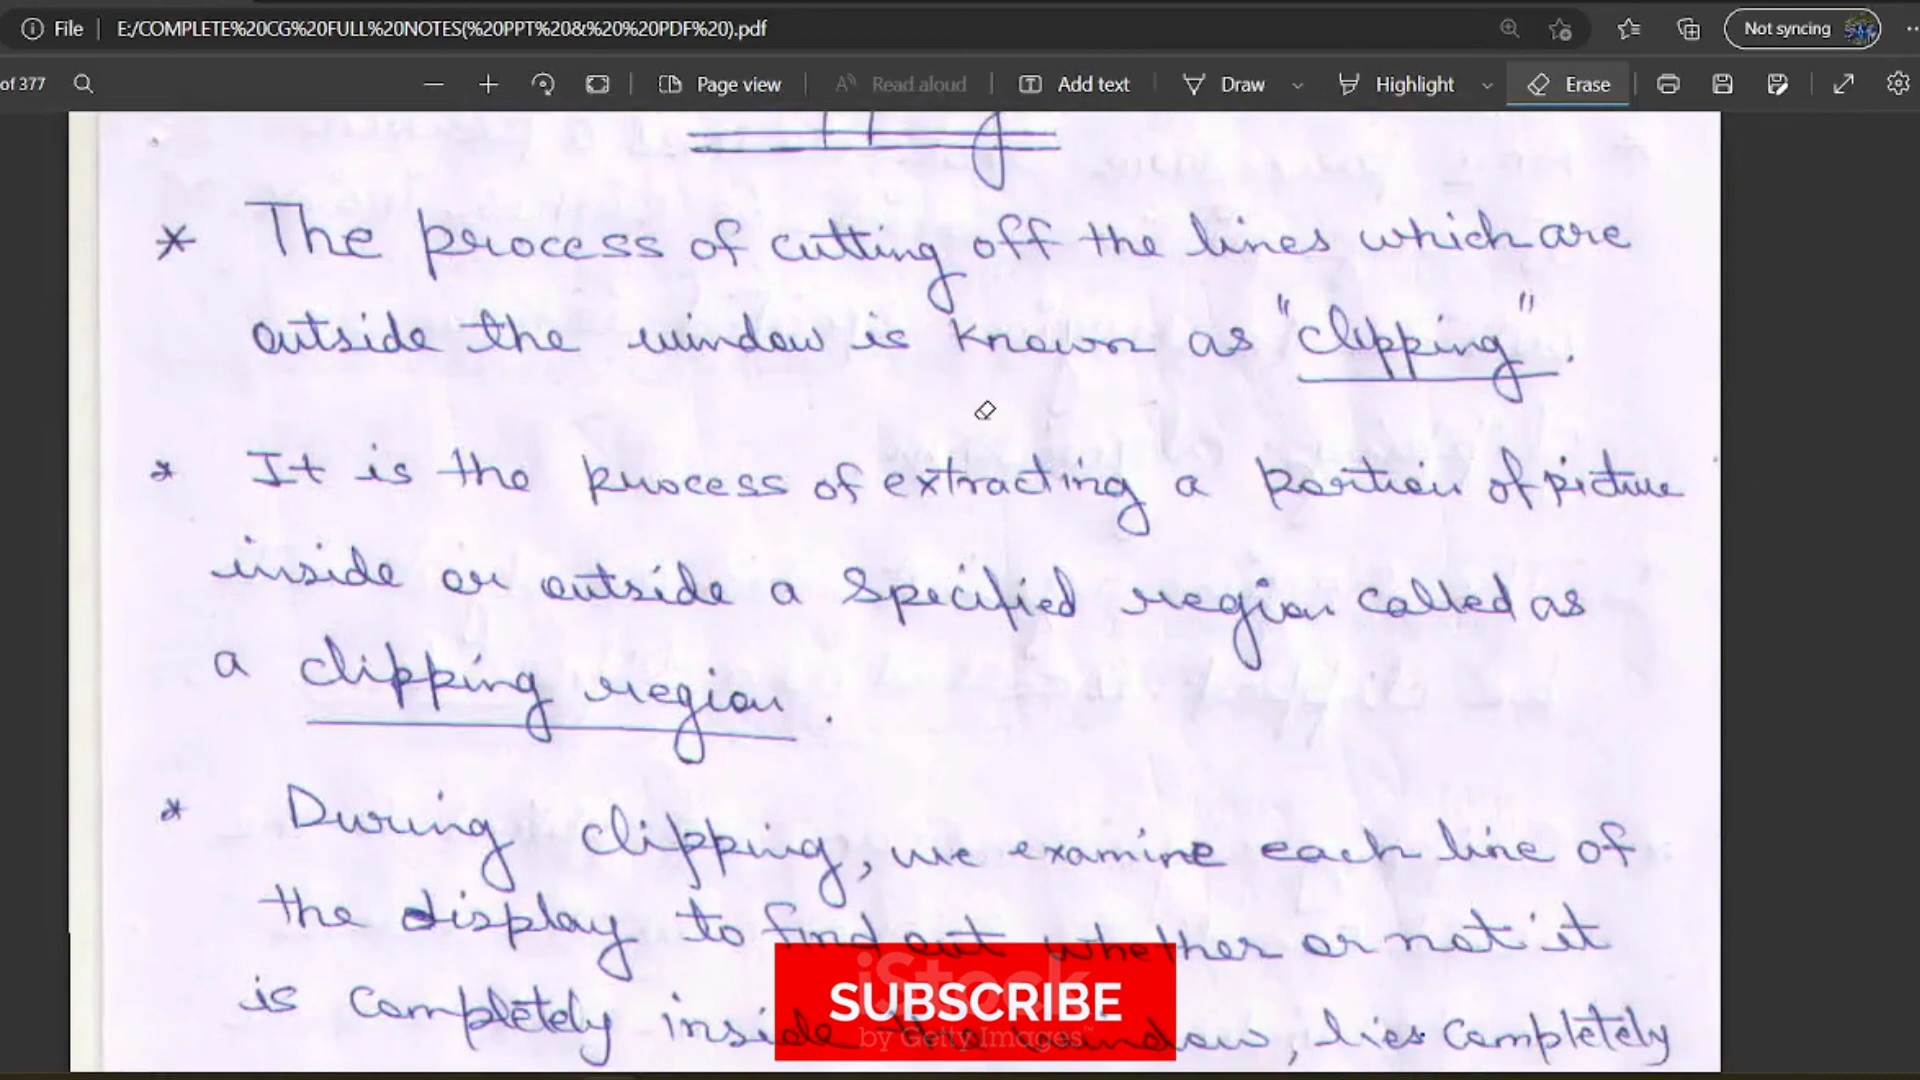 File E:/COMPLETE%20CG%20FULL%20NOTES(%20PPT%20&%20%20PDF%20).pdf Not syncing
of 377 Page view Read aloud Add text Draw Highlight Erase
* The process of cutting off the lines which are
outside the window is known as "clipping".
* It is the process of extracting a portion of picture
inside or outside a specified region called as
a clipping region.
* During clipping, we examine each line of
the display to find out whether or not it
is completely inside the window, lies completely
iStock
SUBSCRIBE
by Getty Images™